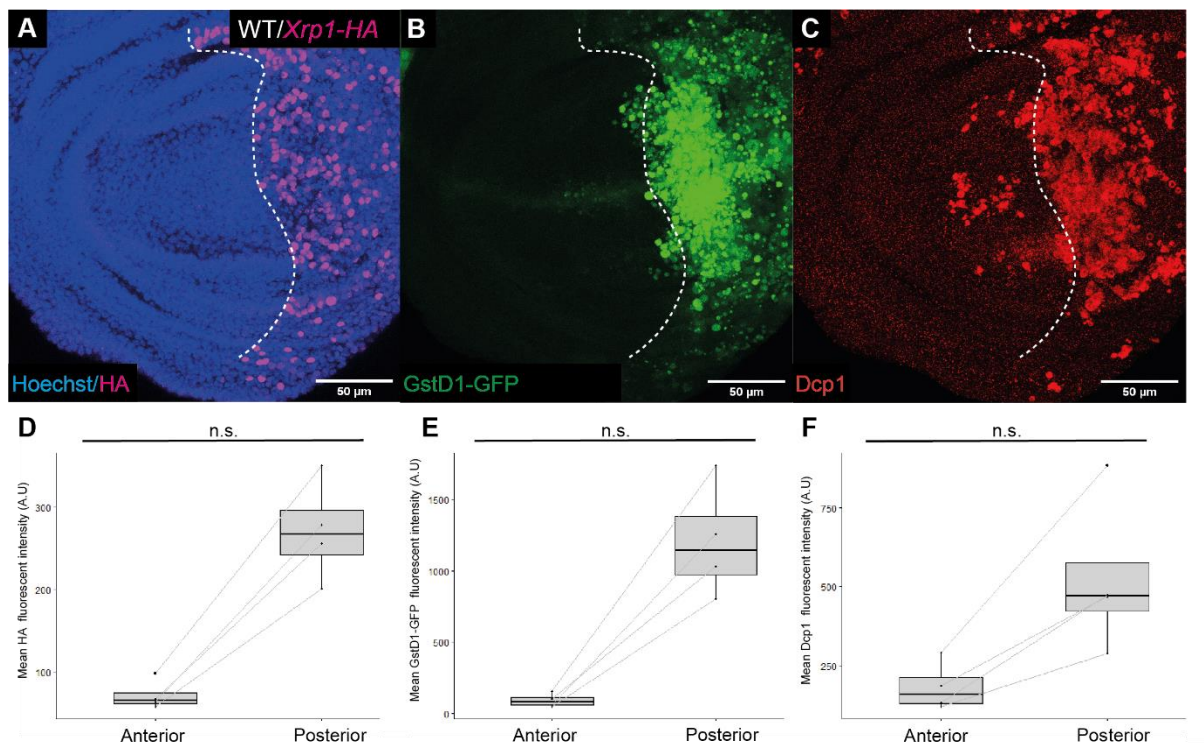 A
WT/Xrp1-HA
Hoechst/HA
50 µm
B
GstD1-GFP
50 µm
C
Dcp1
50 µm
D
n.s.
Mean HA fluorescent intensity (A.U)
300
200
100
Anterior
Posterior
E
n.s.
Mean GstD1-GFP fluorescent intensity (A.U)
1500
1000
500
0
Anterior
Posterior
F
n.s.
Mean Dcp1 fluorescent intensity (A.U)
750
500
250
Anterior
Posterior